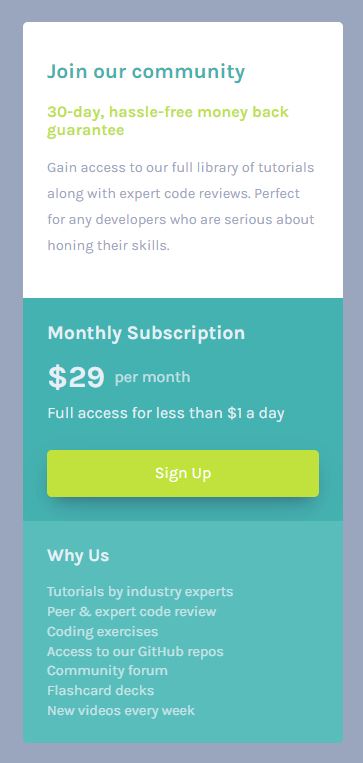 Join our community
30-day, hassle-free money back
guarantee
Gain access to our full library of tutorials
along with expert code reviews. Perfect
for any developers who are serious about
honing their skills.
Monthly Subscription
$29 per month
Full access for less than $1 a day
Sign Up
Why Us
Tutorials by industry experts
Peer & expert code review
Coding exercises
Access to our GitHub repos
Community forum
Flashcard decks
New videos every week